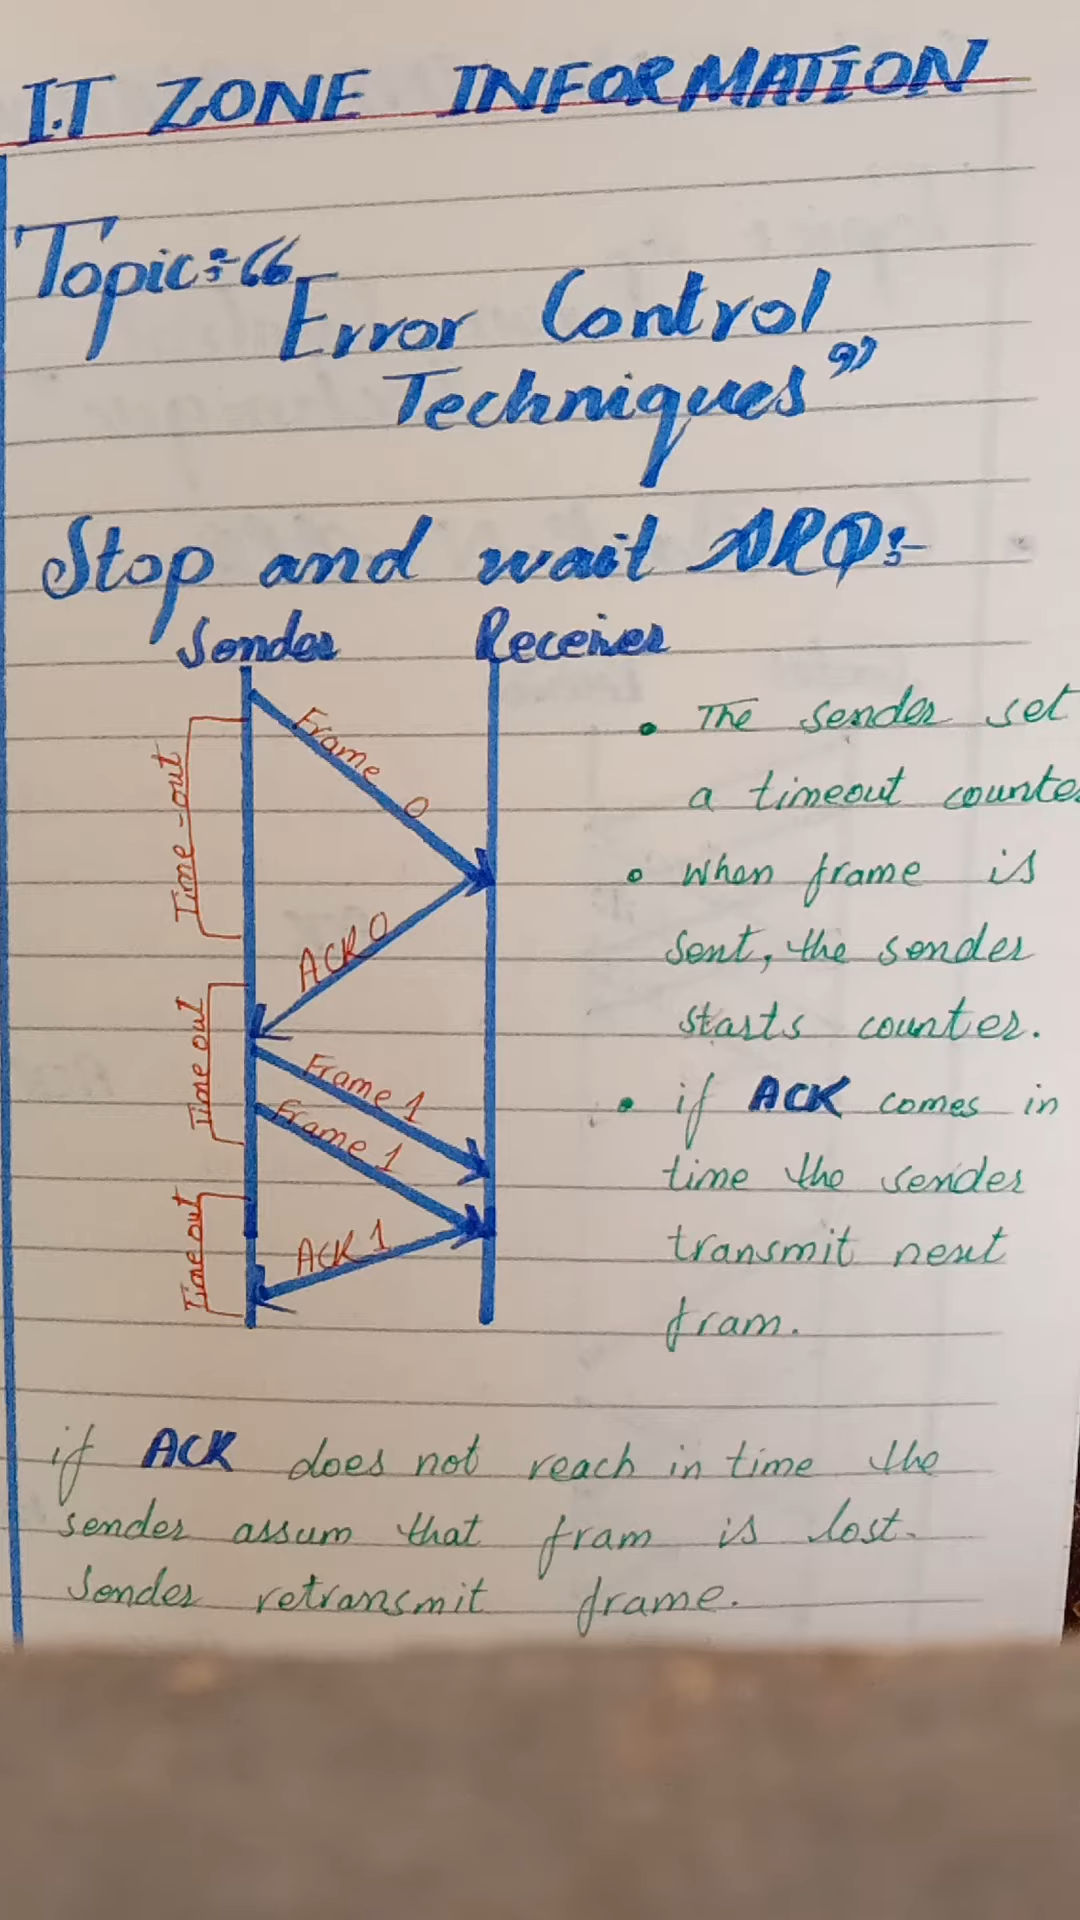 I.T ZONE INFORMATION
Topic:- "
Error Control
Techniques"
Stop and wait ARQ:-
Sender Receiver
Frame 0
Time-out
ACK 0
Time out
Frame 1
Frame 1
Time out
ACK 1
• The sender set
a timeout counte
• when frame is
sent, the sender
starts counter.
• if ACK comes in
time the sender
transmit next
fram.
if ACK does not reach in time the
sender assum that fram is lost.
Sender retransmit frame.